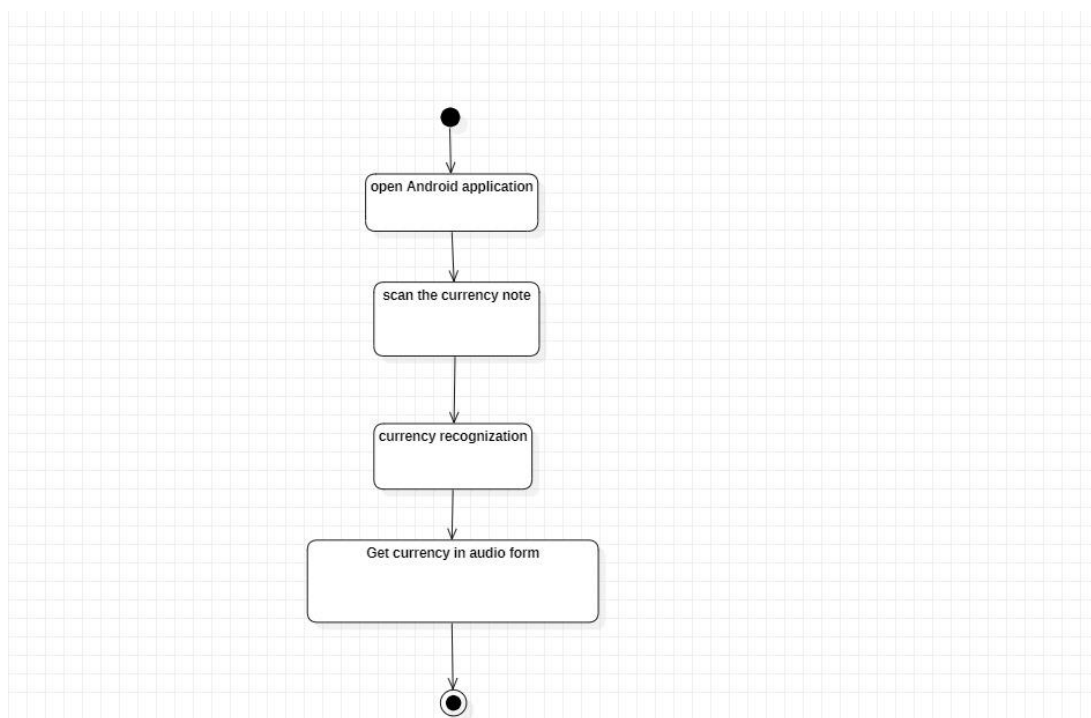 open Android application
scan the currency note
currency recognization
Get currency in audio form